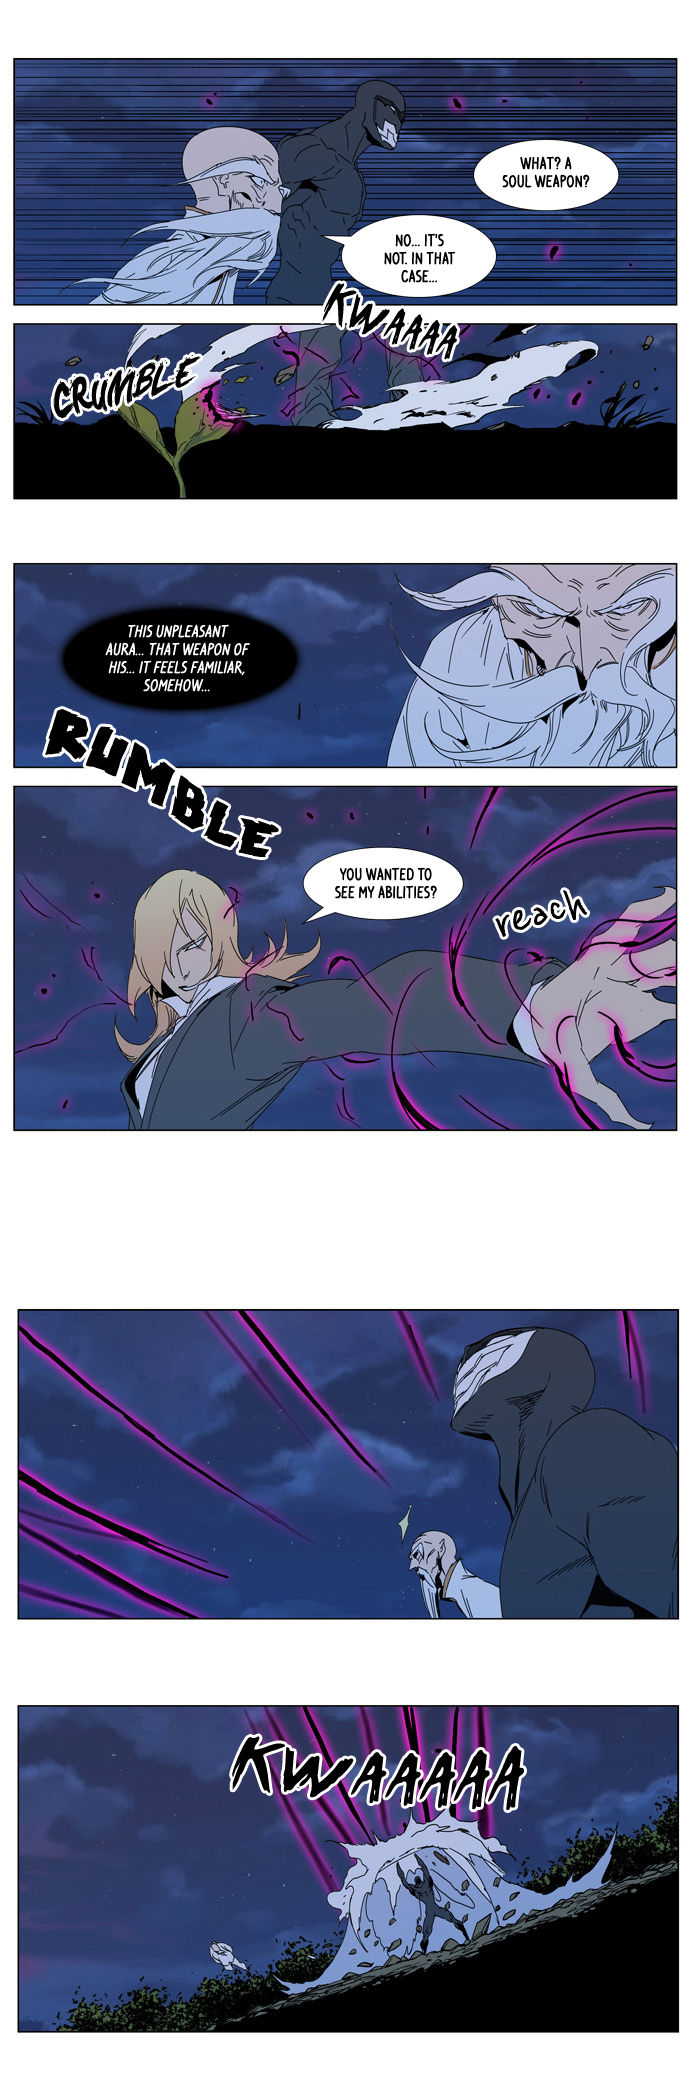 WHAT? A
SOUL WEAPON?
NO... IT'S
NOT. IN THAT
CASE...
KWAAAA
CRUMBLE
THIS UNPLEASANT
AURA... THAT WEAPON OF
HIS... IT FEELS FAMILIAR,
SOMEHOW...
RUMBLE
YOU WANTED TO
SEE MY ABILITIES?
reach
KWAAAAA